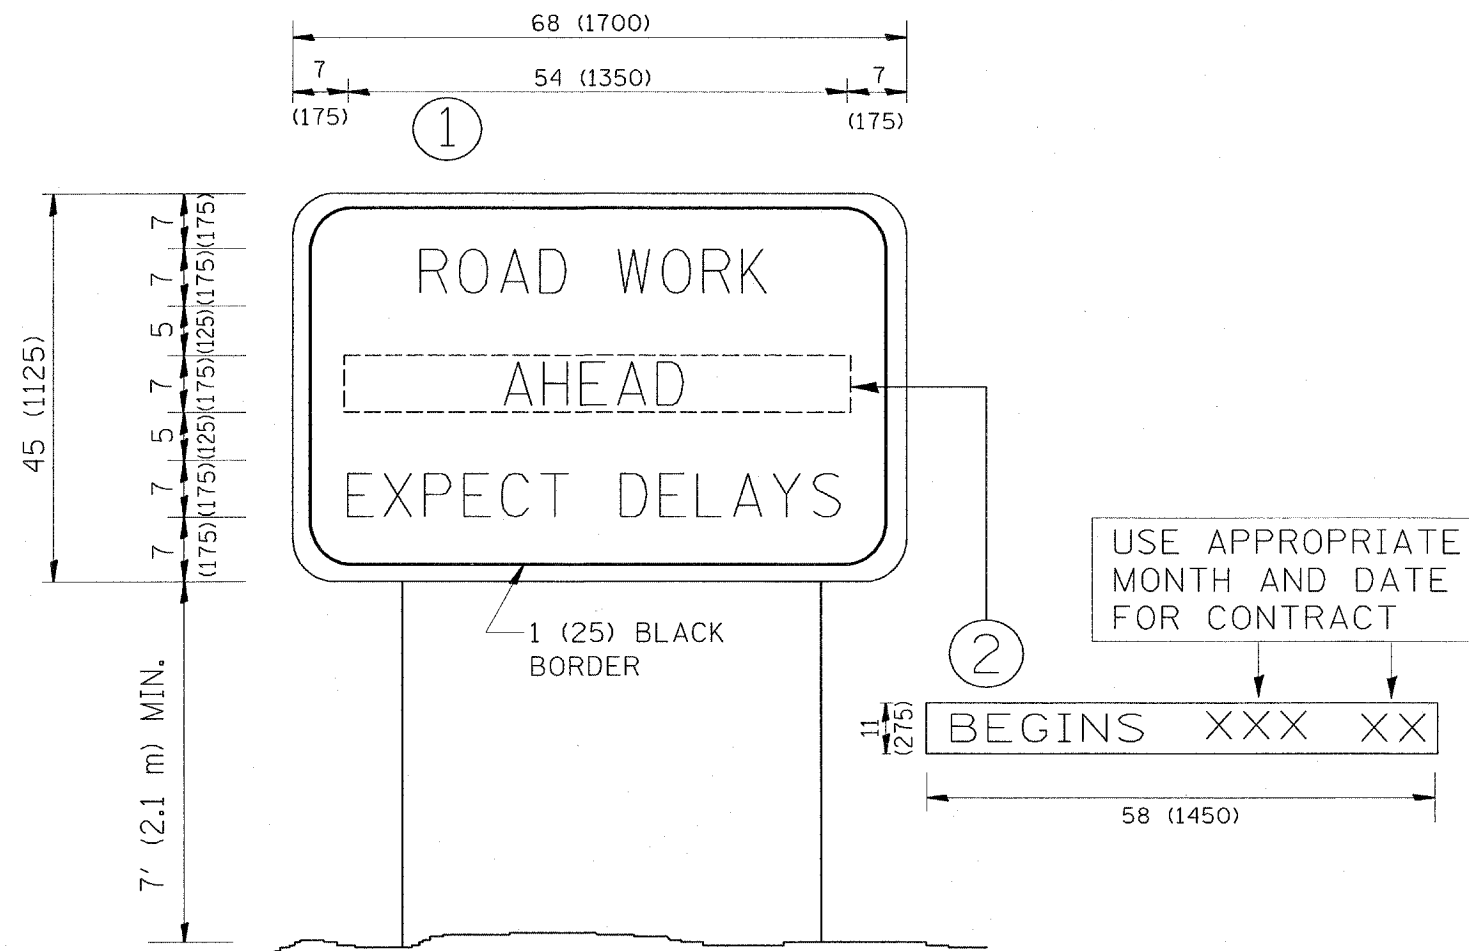 68 (1700)
7
54 (1350)
7
(175)
(175)
1
7
(175)
7
(175)
5
(125)
7
(175)
5
(125)
7
(175)
7
(175)
45 (1125)
ROAD WORK
AHEAD
EXPECT DELAYS
1 (25) BLACK
BORDER
7' (2.1 m) MIN.
2
USE APPROPRIATE
MONTH AND DATE
FOR CONTRACT
11
(275)
BEGINS XXX XX
58 (1450)